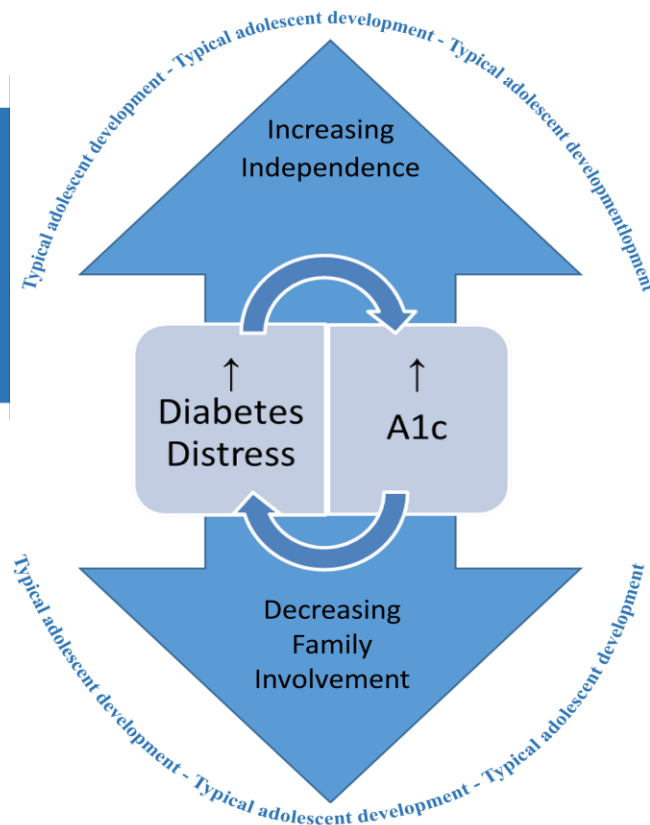 Typical adolescent development - Typical adolescent development - Typical adolescent developmentlopment
Increasing
Independence
↑
Diabetes
Distress
↑
A1c
Decreasing
Family
Involvement
Typical adolescent development - Typical adolescent development - Typical adolescent development